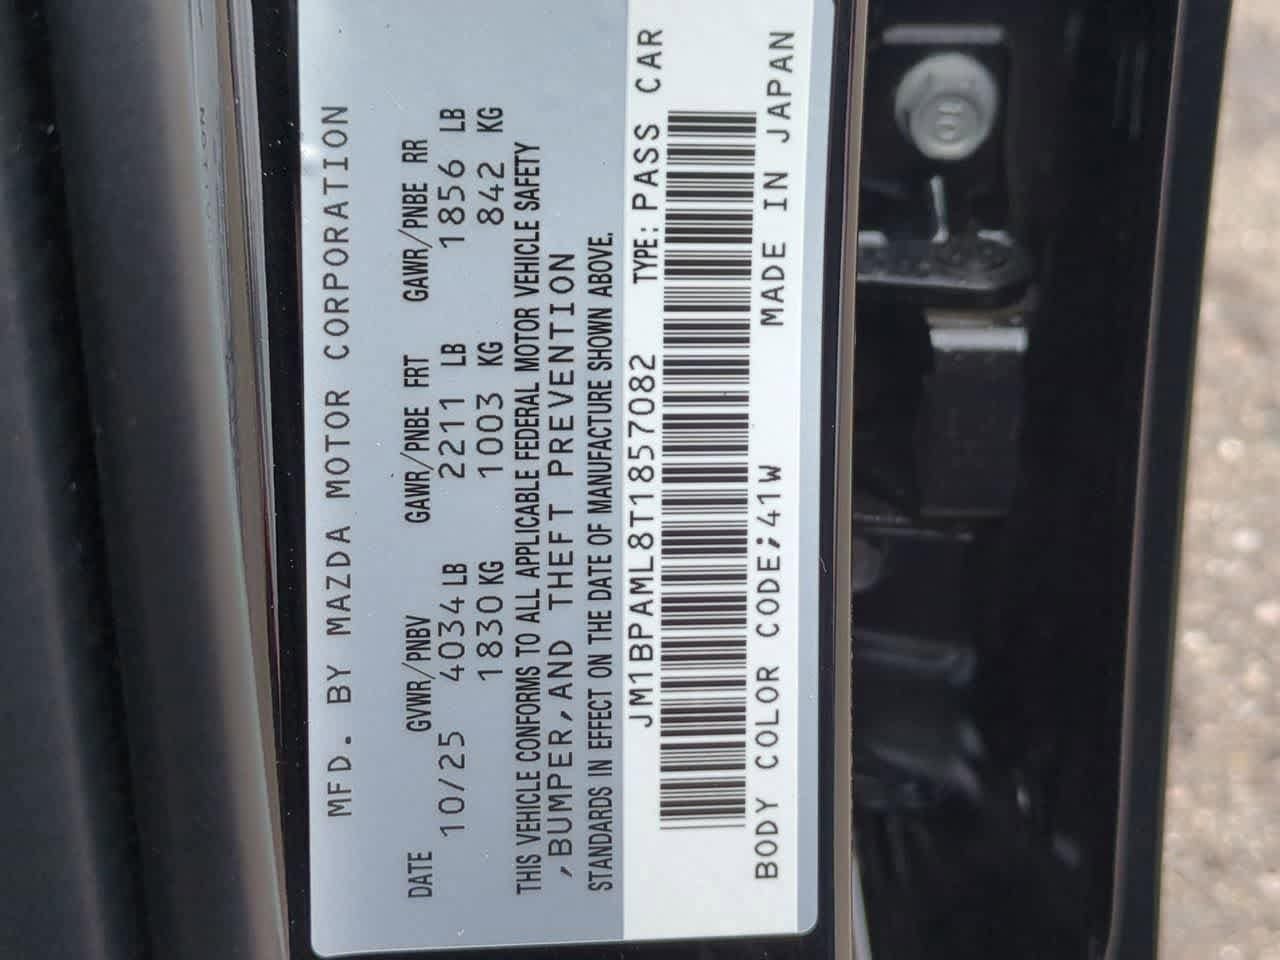 MFD. BY MAZDA MOTOR CORPORATION
DATE GVWR/PNBV GAWR/PNBE FRT GAWR/PNBE RR
10/25 4034 LB 2211 LB 1856 LB
1830 KG 1003 KG 842 KG
THIS VEHICLE CONFORMS TO ALL APPLICABLE FEDERAL MOTOR VEHICLE SAFETY
,BUMPER,AND THEFT PREVENTION
STANDARDS IN EFFECT ON THE DATE OF MANUFACTURE SHOWN ABOVE.
JM1BPAML8T1857082 TYPE: PASS CAR
BODY COLOR CODE;41W MADE IN JAPAN
8